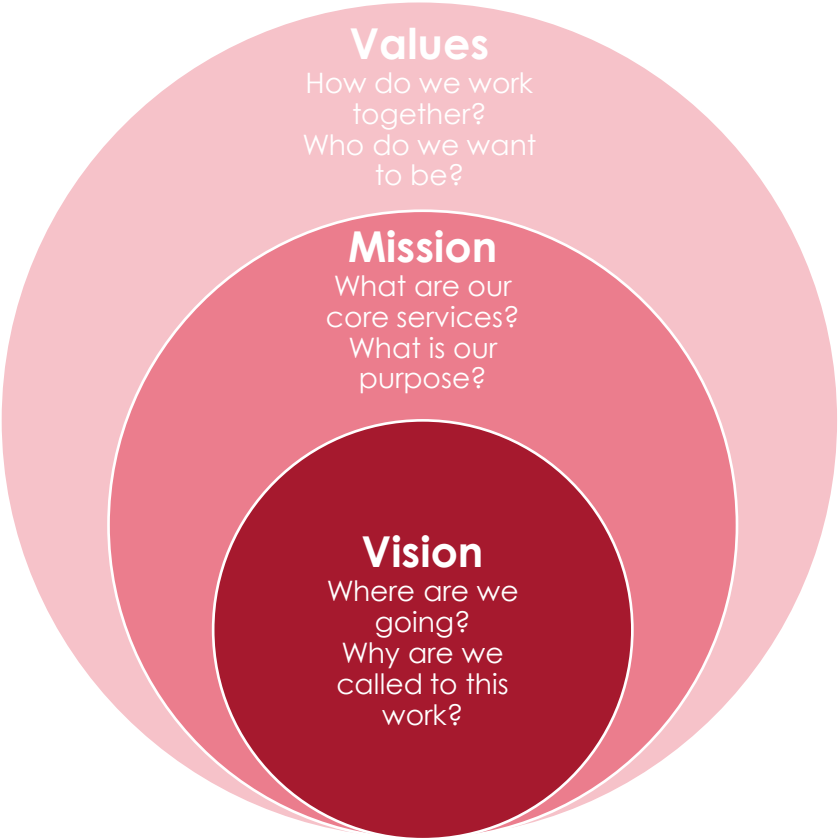 Values
How do we work
together?
Who do we want
to be?
Mission
What are our
core services?
What is our
purpose?
Vision
Where are we
going?
Why are we
called to this
work?